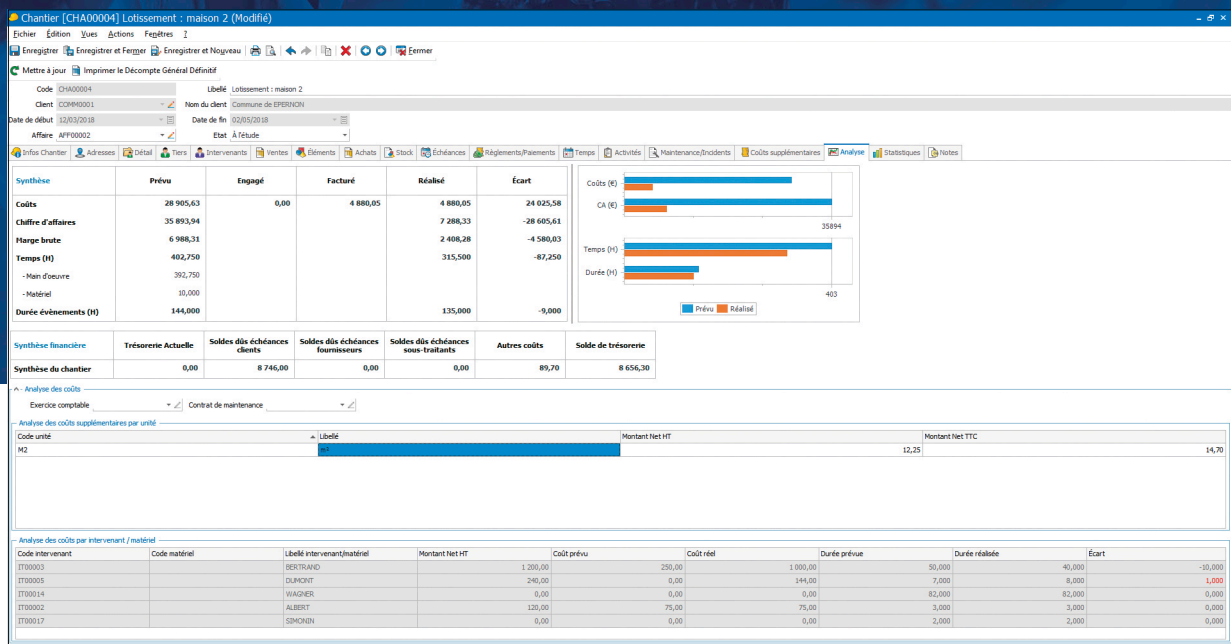 Chantier [CHA00004] Lotissement : maison 2 (Modifié)
Fichier Édition Vues Actions Fenêtres ?
Enregistrer Enregistrer et Fermer Enregistrer et Nouveau Fermer
Mettre à jour Imprimer le Décompte Général Définitif
Code CHA00004 Libellé Lotissement : maison 2
Client COMM0001 Nom du client Commune de EPERNON
Date de début 12/03/2018 Date de fin 02/05/2018
Affaire AFF00002 Etat À l'étude
Infos Chantier Adresses Détail Tiers Intervenants Ventes Éléments Achats Stock Échéances Règlements/Paiements Temps Activités Maintenance/Incidents Coûts supplémentaires Analyse Statistiques Notes
Synthèse Prévu Engagé Facturé Réalisé Écart
Coûts 28 905,63 0,00 4 880,05 4 880,05 24 025,58
Chiffre d'affaires 35 893,94 7 288,33 -28 605,61
Marge brute 6 988,31 2 408,28 -4 580,03
Temps (H) 402,750 315,500 -87,250
- Main d'oeuvre 392,750
- Matériel 10,000
Durée évènements (H) 144,000 135,000 -9,000
Coûts (€)
CA (€)
35894
Temps (H)
Durée (H)
403
Prévu Réalisé
Synthèse financière Trésorerie Actuelle Soldes dûs échéances clients Soldes dûs échéances fournisseurs Soldes dûs échéances sous-traitants Autres coûts Solde de trésorerie
Synthèse du chantier 0,00 8 746,00 0,00 0,00 89,70 8 656,30
Analyse des coûts
Exercice comptable Contrat de maintenance
Analyse des coûts supplémentaires par unité
Code unité Libellé Montant Net HT Montant Net TTC
M2 m² 12,25 14,70
Analyse des coûts par intervenant / matériel
Code intervenant Code matériel Libellé intervenant/matériel Montant Net HT Coût prévu Coût réel Durée prévue Durée réalisée Écart
IT00003 BERTRAND 1 200,00 250,00 1 000,00 50,000 40,000 -10,000
IT00005 DUMONT 240,00 0,00 144,00 7,000 8,000 1,000
IT00014 WAGNER 0,00 0,00 0,00 82,000 82,000 0,000
IT00002 ALBERT 120,00 75,00 75,00 3,000 3,000 0,000
IT00017 SIMONIN 0,00 0,00 0,00 2,000 2,000 0,000